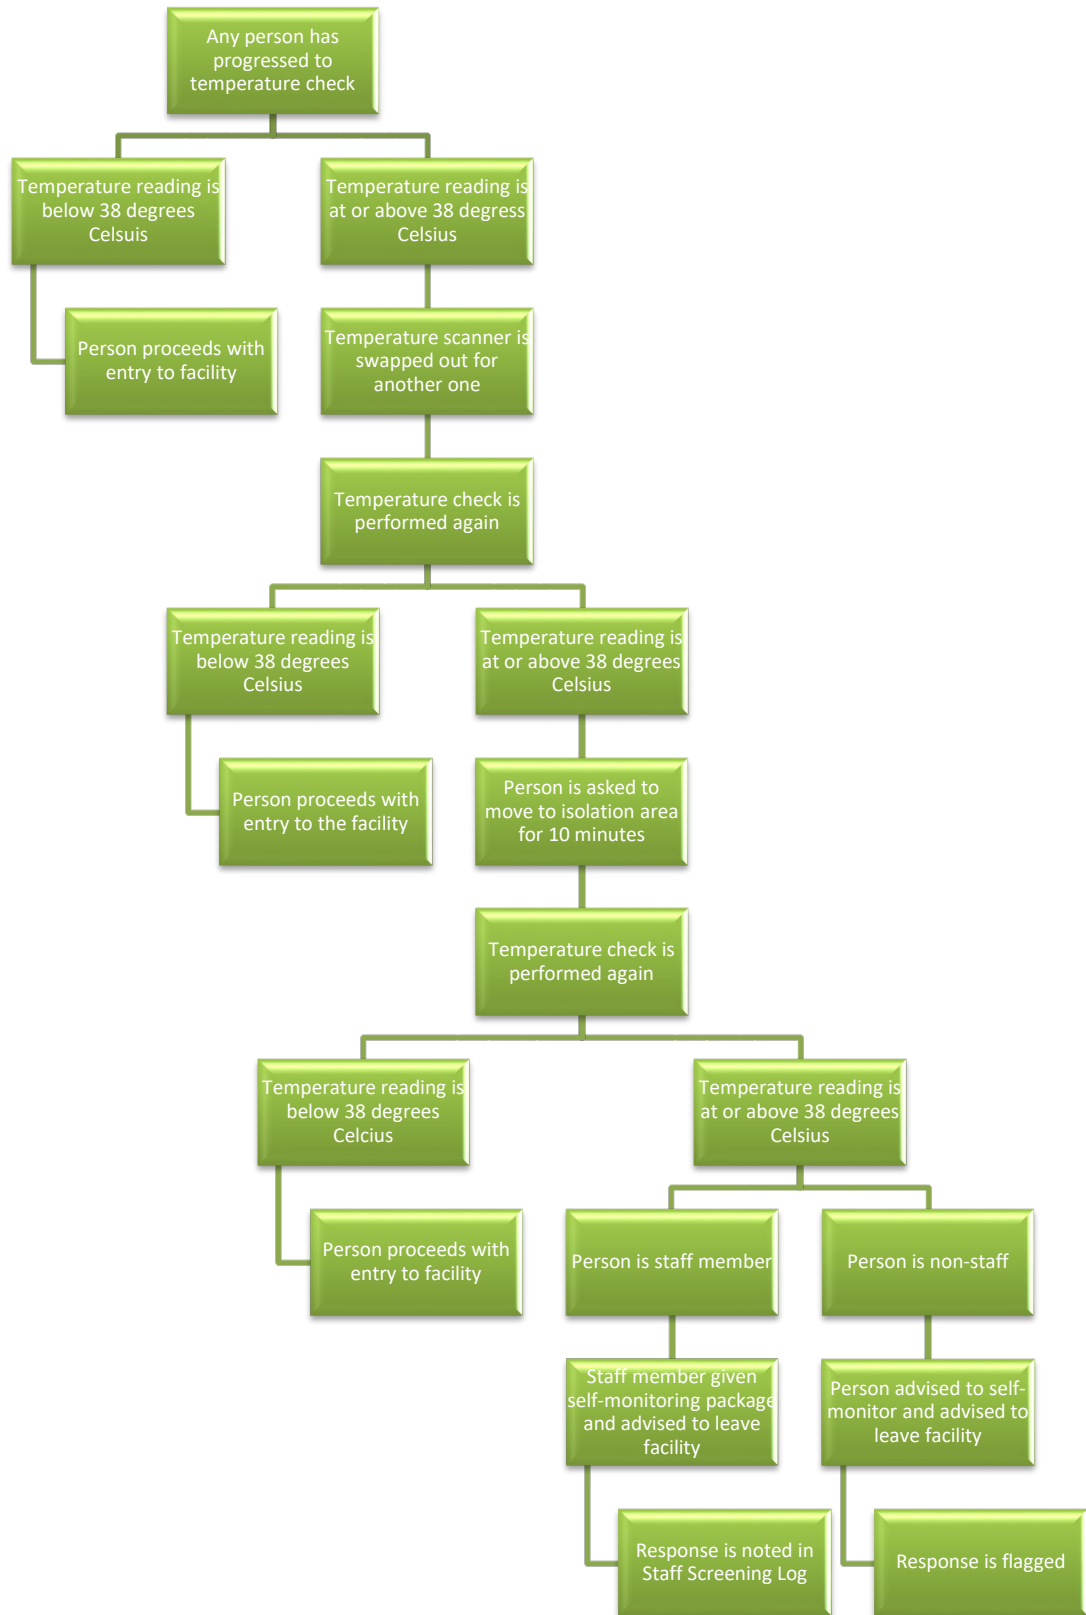 Any person has
progressed to
temperature check
Temperature reading is
below 38 degrees
Celsuis
Temperature reading is
at or above 38 degress
Celsius
Person proceeds with
entry to facility
Temperature scanner is
swapped out for
another one
Temperature check is
performed again
Temperature reading is
below 38 degrees
Celsius
Temperature reading is
at or above 38 degrees
Celsius
Person proceeds with
entry to the facility
Person is asked to
move to isolation area
for 10 minutes
Temperature check is
performed again
Temperature reading is
below 38 degrees
Celcius
Temperature reading is
at or above 38 degrees
Celsius
Person proceeds with
entry to facility
Person is staff member
Person is non-staff
Staff member given
self-monitoring package
and advised to leave
facility
Person advised to self-
monitor and advised to
leave facility
Response is noted in
Staff Screening Log
Response is flagged